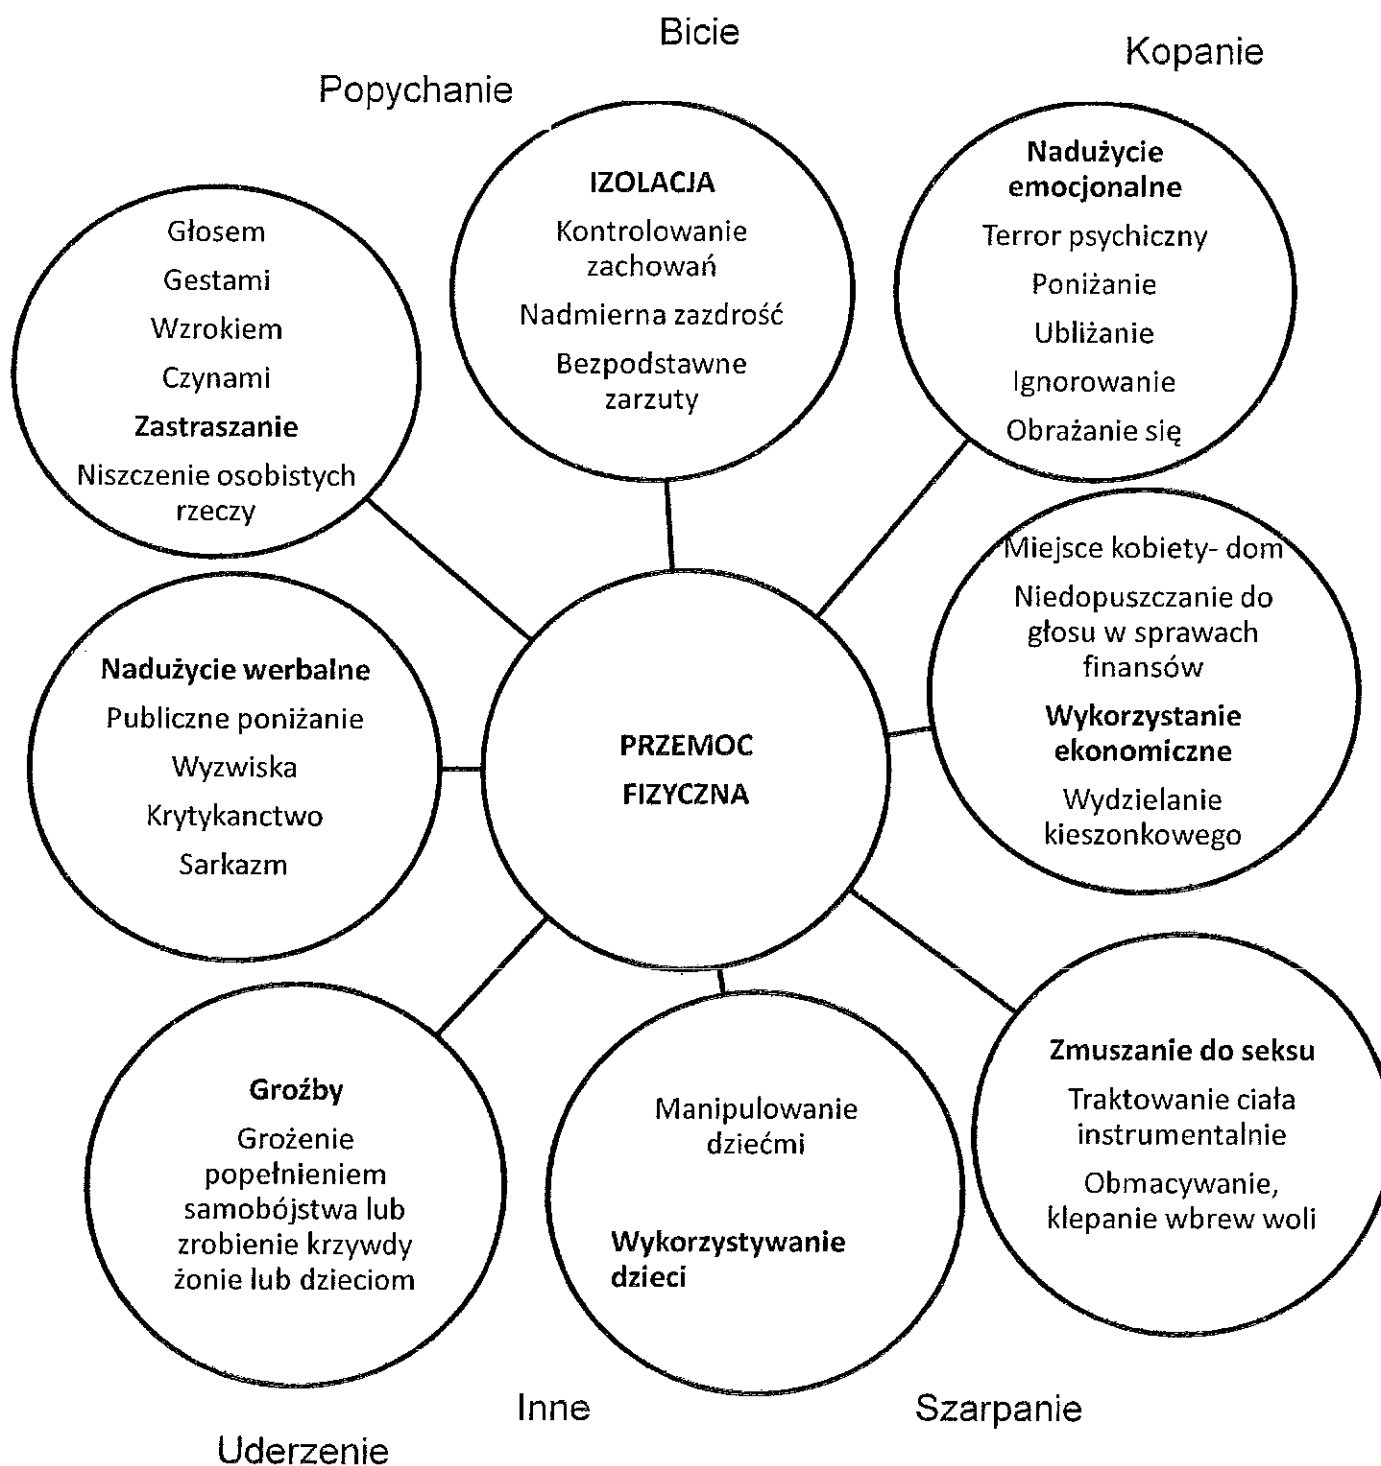 Bicie
Kopanie
Popychanie
Głosem
Gestami
Wzrokiem
Czynami
Zastraszanie
Niszczenie osobistych
rzeczy
IZOLACJA
Kontrolowanie
zachowań
Nadmierna zazdrość
Bezpodstawne
zarzuty
Nadużycie
emocjonalne
Terror psychiczny
Poniżanie
Ubliżanie
Ignorowanie
Obrażanie się
Nadużycie werbalne
Publiczne poniżanie
Wyzwiska
Krytykanctwo
Sarkazm
PRZEMOC
FIZYCZNA
Miejsce kobiety- dom
Niedopuszczanie do
głosu w sprawach
finansów
Wykorzystanie
ekonomiczne
Wydzielanie
kieszonkowego
Groźby
Grożenie
popełnieniem
samobójstwa lub
zrobienie krzywdy
żonie lub dzieciom
Manipulowanie
dziećmi
Wykorzystywanie
dzieci
Zmuszanie do seksu
Traktowanie ciała
instrumentalnie
Obmacywanie,
klepanie wbrew woli
Inne
Szarpanie
Uderzenie